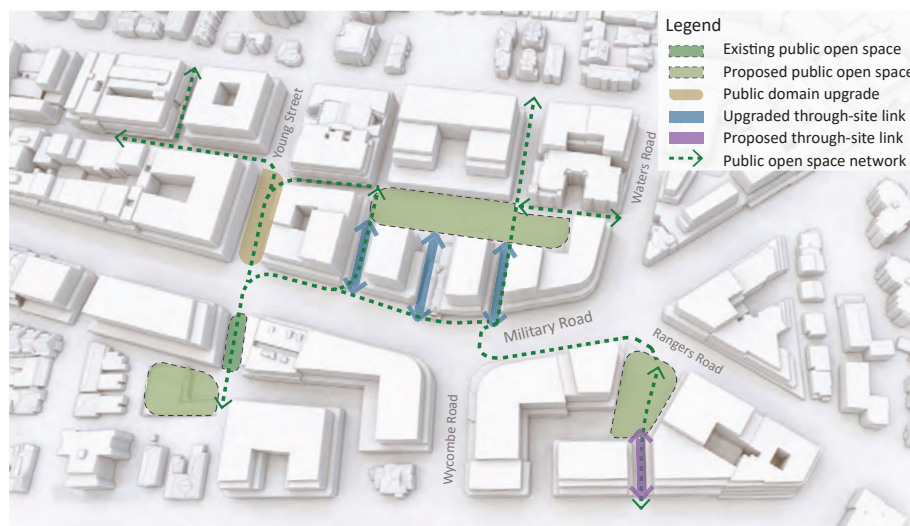 Legend
Existing public open space
Proposed public open space
Public domain upgrade
Upgraded through-site link
Proposed through-site link
Public open space network
Young Street
Waters Road
Military Road
Rangers Road
Wycombe Road